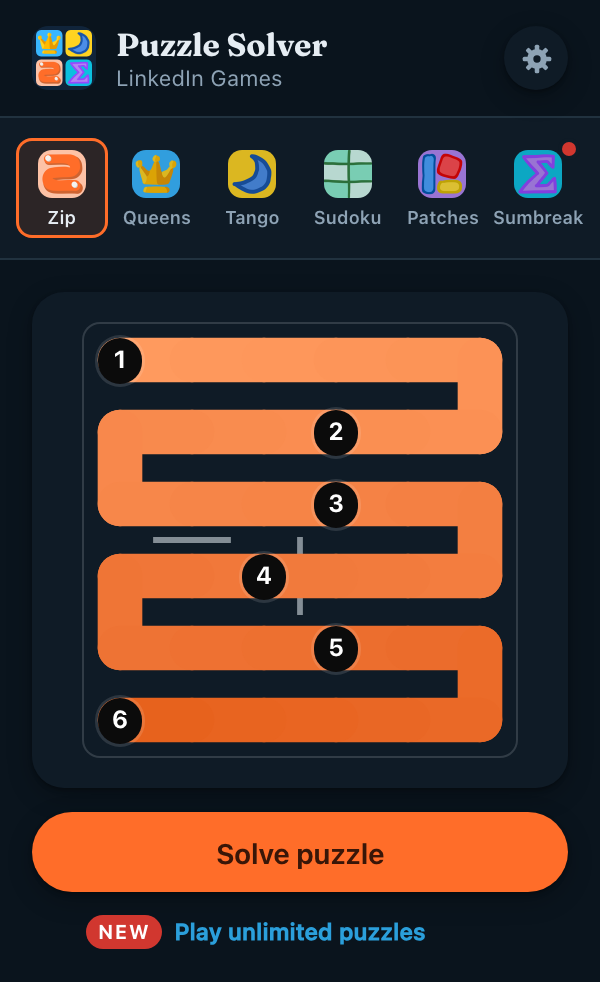 Puzzle Solver
LinkedIn Games
Zip
Queens
Tango
Sudoku
Patches
Sumbreak
1
2
3
4
5
6
Solve puzzle
NEW Play unlimited puzzles